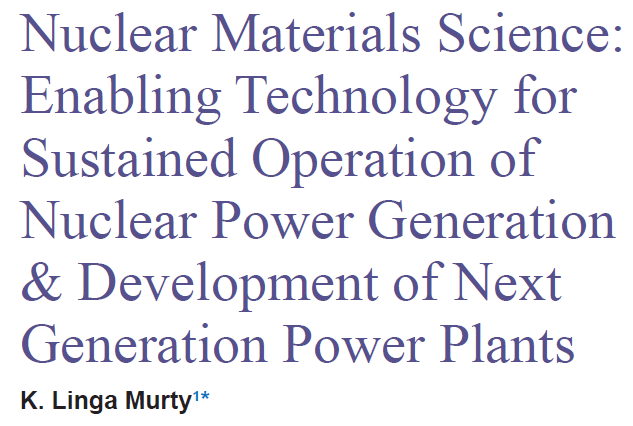 Nuclear Materials Science:
Enabling Technology for
Sustained Operation of
Nuclear Power Generation
& Development of Next
Generation Power Plants
K. Linga Murty1*